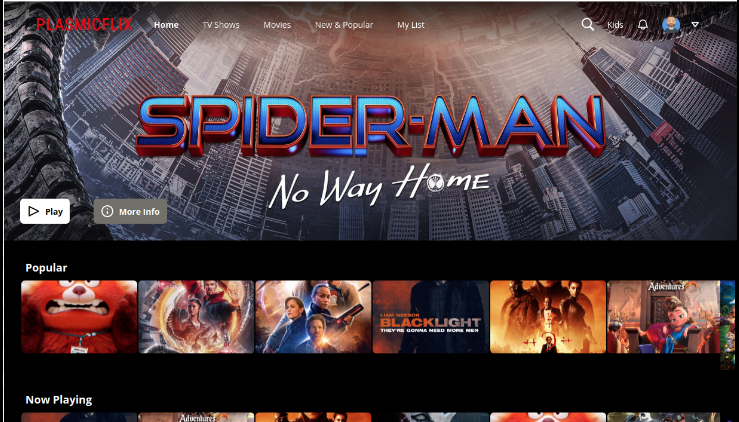 PLASMICFLIX Home TV Shows Movies New & Popular My List Kids
SPIDER-MAN
No Way Home
Play More Info
Popular
LIAM NEESON
BLACKLIGHT
THEY'RE GONNA NEED MORE MEN
Adventures
Now Playing
Adventures